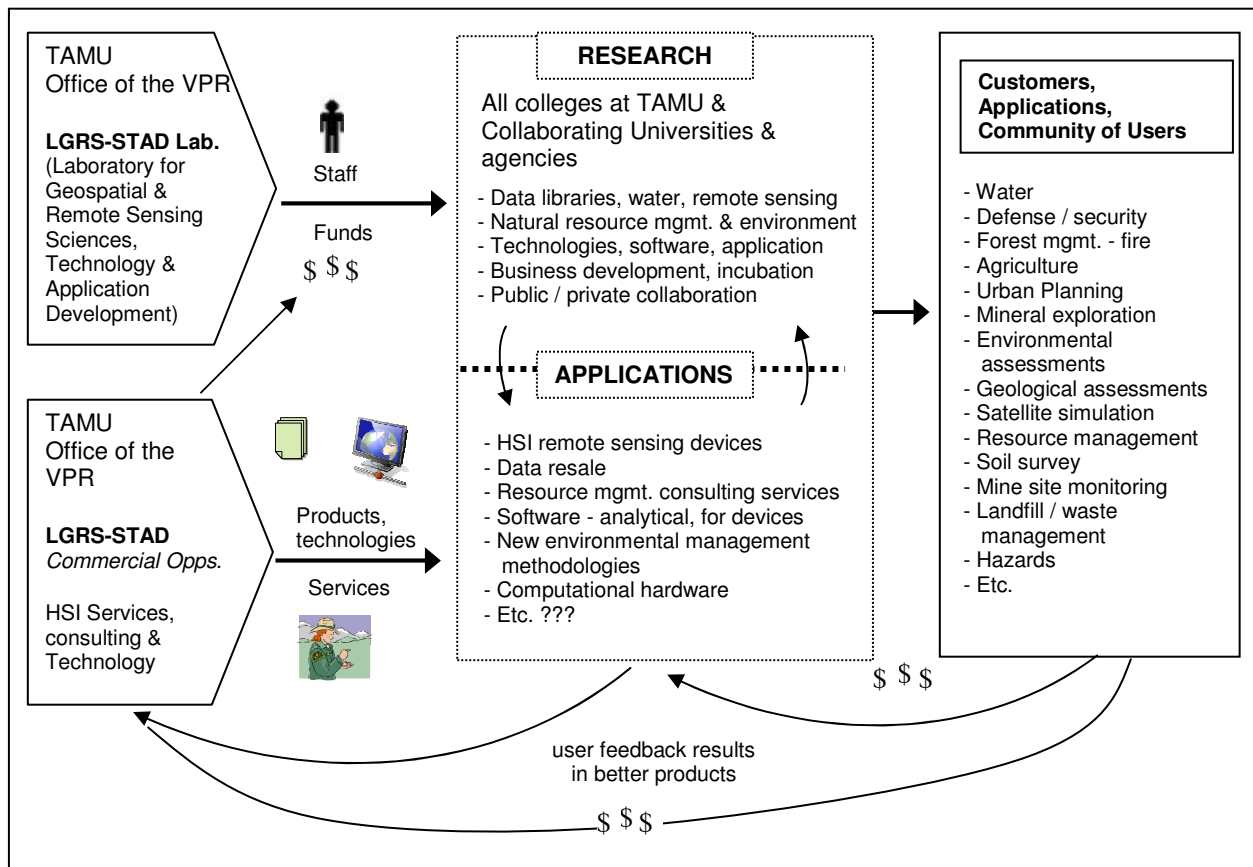 TAMU
Office of the VPR
LGRS-STAD Lab.
(Laboratory for
Geospatial &
Remote Sensing
Sciences,
Technology &
Application
Development)
Staff
Funds
$ $ $
TAMU
Office of the
VPR
LGRS-STAD
Commercial Opps.
HSI Services,
consulting &
Technology
Products,
technologies
Services
RESEARCH
All colleges at TAMU &
Collaborating Universities &
agencies
- Data libraries, water, remote sensing
- Natural resource mgmt. & environment
- Technologies, software, application
- Business development, incubation
- Public / private collaboration
APPLICATIONS
- HSI remote sensing devices
- Data resale
- Resource mgmt. consulting services
- Software - analytical, for devices
- New environmental management
methodologies
- Computational hardware
- Etc. ???
Customers,
Applications,
Community of Users
- Water
- Defense / security
- Forest mgmt. - fire
- Agriculture
- Urban Planning
- Mineral exploration
- Environmental
assessments
- Geological assessments
- Satellite simulation
- Resource management
- Soil survey
- Mine site monitoring
- Landfill / waste
management
- Hazards
- Etc.
$ $ $
user feedback results
in better products
$ $ $